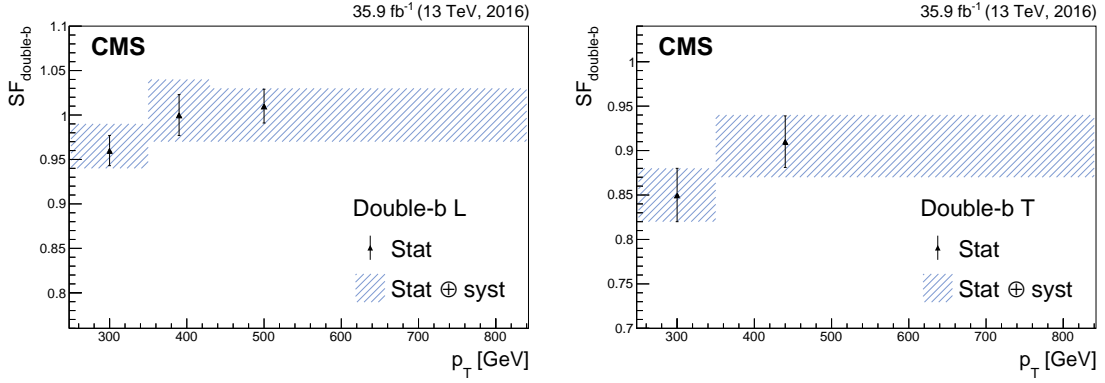 35.9 fb⁻¹ (13 TeV, 2016)
CMS
SF_double-b
1.1
1.05
1
0.95
0.9
0.85
0.8
Double-b L
Stat
Stat ⊕ syst
300 400 500 600 700 800
p_T [GeV]
35.9 fb⁻¹ (13 TeV, 2016)
CMS
SF_double-b
1
0.95
0.9
0.85
0.8
0.75
0.7
Double-b T
Stat
Stat ⊕ syst
300 400 500 600 700 800
p_T [GeV]